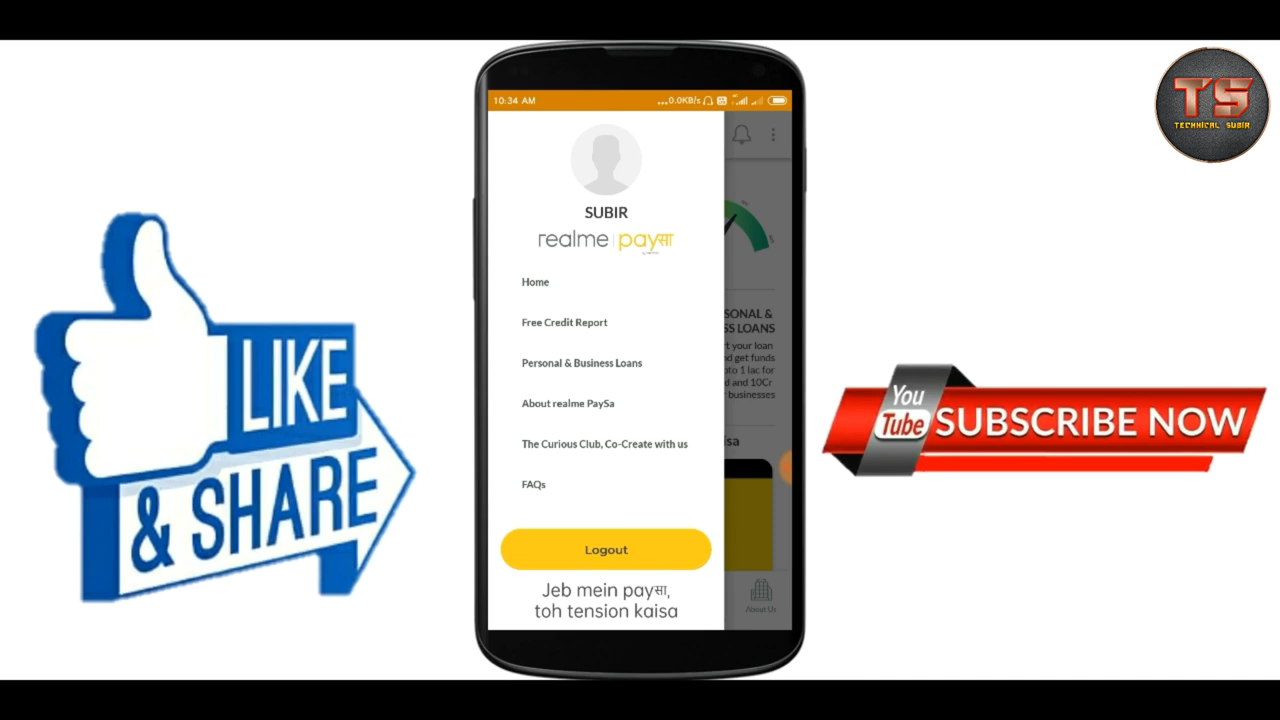 TS
TECHNICAL SUBIR
10:34 AM
...0.0KB/s
SUBIR
realme payसा
Home
Free Credit Report
Personal & Business Loans
About realme PaySa
The Curious Club, Co-Create with us
FAQs
Logout
Jeb mein payसा,
toh tension kaisa
SONAL &
SS LOANS
t your loan
nd get funds
pto 1 lac for
d and 10Cr
businesses
isa
About Us
LIKE
& SHARE
You
Tube
SUBSCRIBE NOW